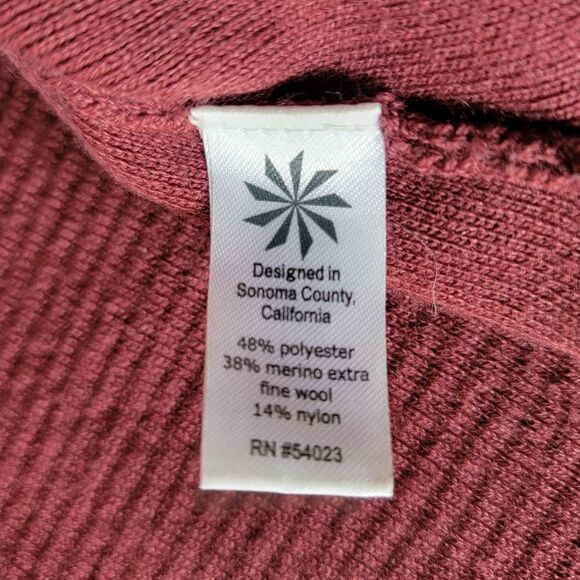 Designed in
Sonoma County,
California
48% polyester
38% merino extra
fine wool
14% nylon
RN #54023